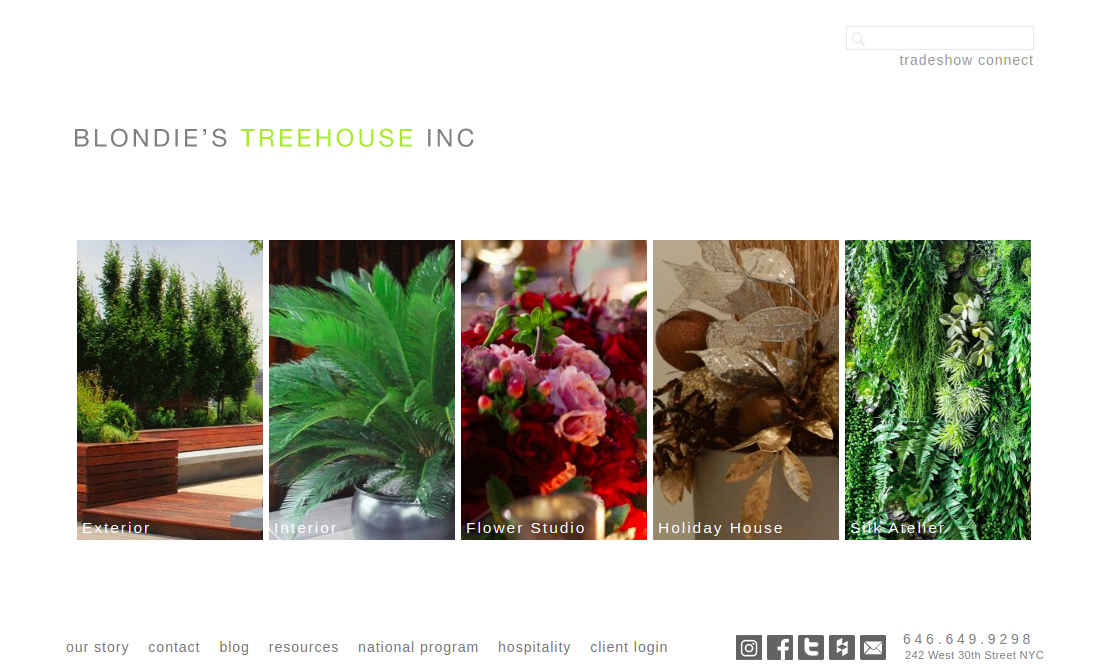 tradeshow connect
BLONDIE’S TREEHOUSE INC
Exterior
Interior
Flower Studio
Holiday House
Silk Atelier
our story contact blog resources national program hospitality client login
646.649.9298
242 West 30th Street NYC